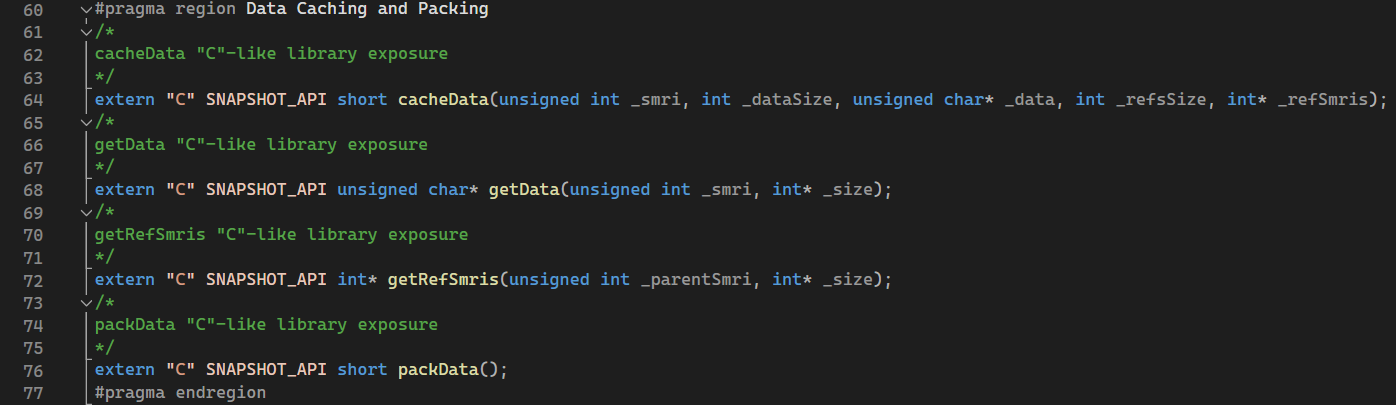 60 #pragma region Data Caching and Packing
61 /*
62 cacheData "C"-like library exposure
63 */
64 extern "C" SNAPSHOT_API short cacheData(unsigned int _smri, int _dataSize, unsigned char* _data, int _refsSize, int* _refSmris);
65 /*
66 getData "C"-like library exposure
67 */
68 extern "C" SNAPSHOT_API unsigned char* getData(unsigned int _smri, int* _size);
69 /*
70 getRefSmris "C"-like library exposure
71 */
72 extern "C" SNAPSHOT_API int* getRefSmris(unsigned int _parentSmri, int* _size);
73 /*
74 packData "C"-like library exposure
75 */
76 extern "C" SNAPSHOT_API short packData();
77 #pragma endregion